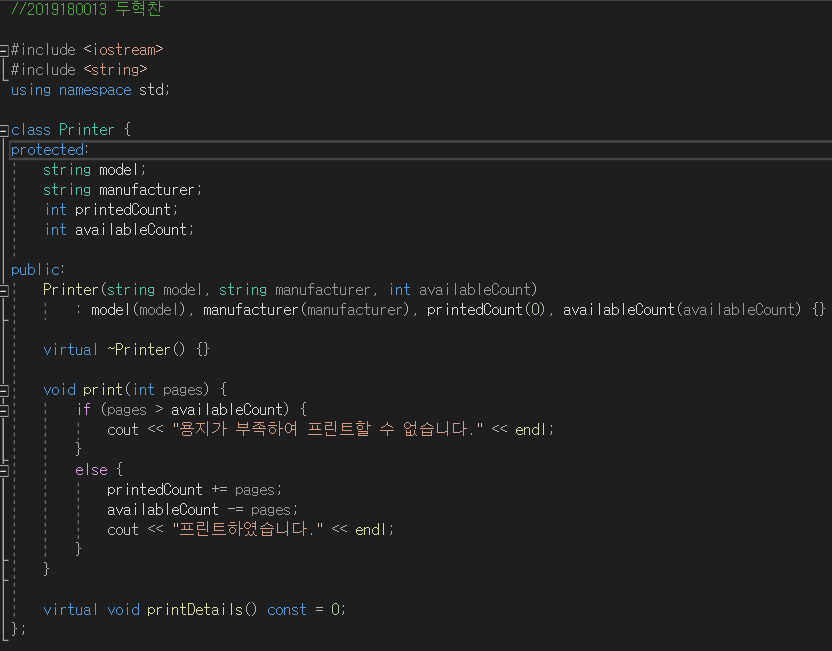 //2019180013 두혁찬
#include <iostream>
#include <string>
using namespace std;
class Printer {
protected:
string model;
string manufacturer;
int printedCount;
int availableCount;
public:
Printer(string model, string manufacturer, int availableCount)
: model(model), manufacturer(manufacturer), printedCount(0), availableCount(availableCount) {}
virtual ~Printer() {}
void print(int pages) {
if (pages > availableCount) {
cout << "용지가 부족하여 프린트할 수 없습니다." << endl;
}
else {
printedCount += pages;
availableCount -= pages;
cout << "프린트하였습니다." << endl;
}
}
virtual void printDetails() const = 0;
};